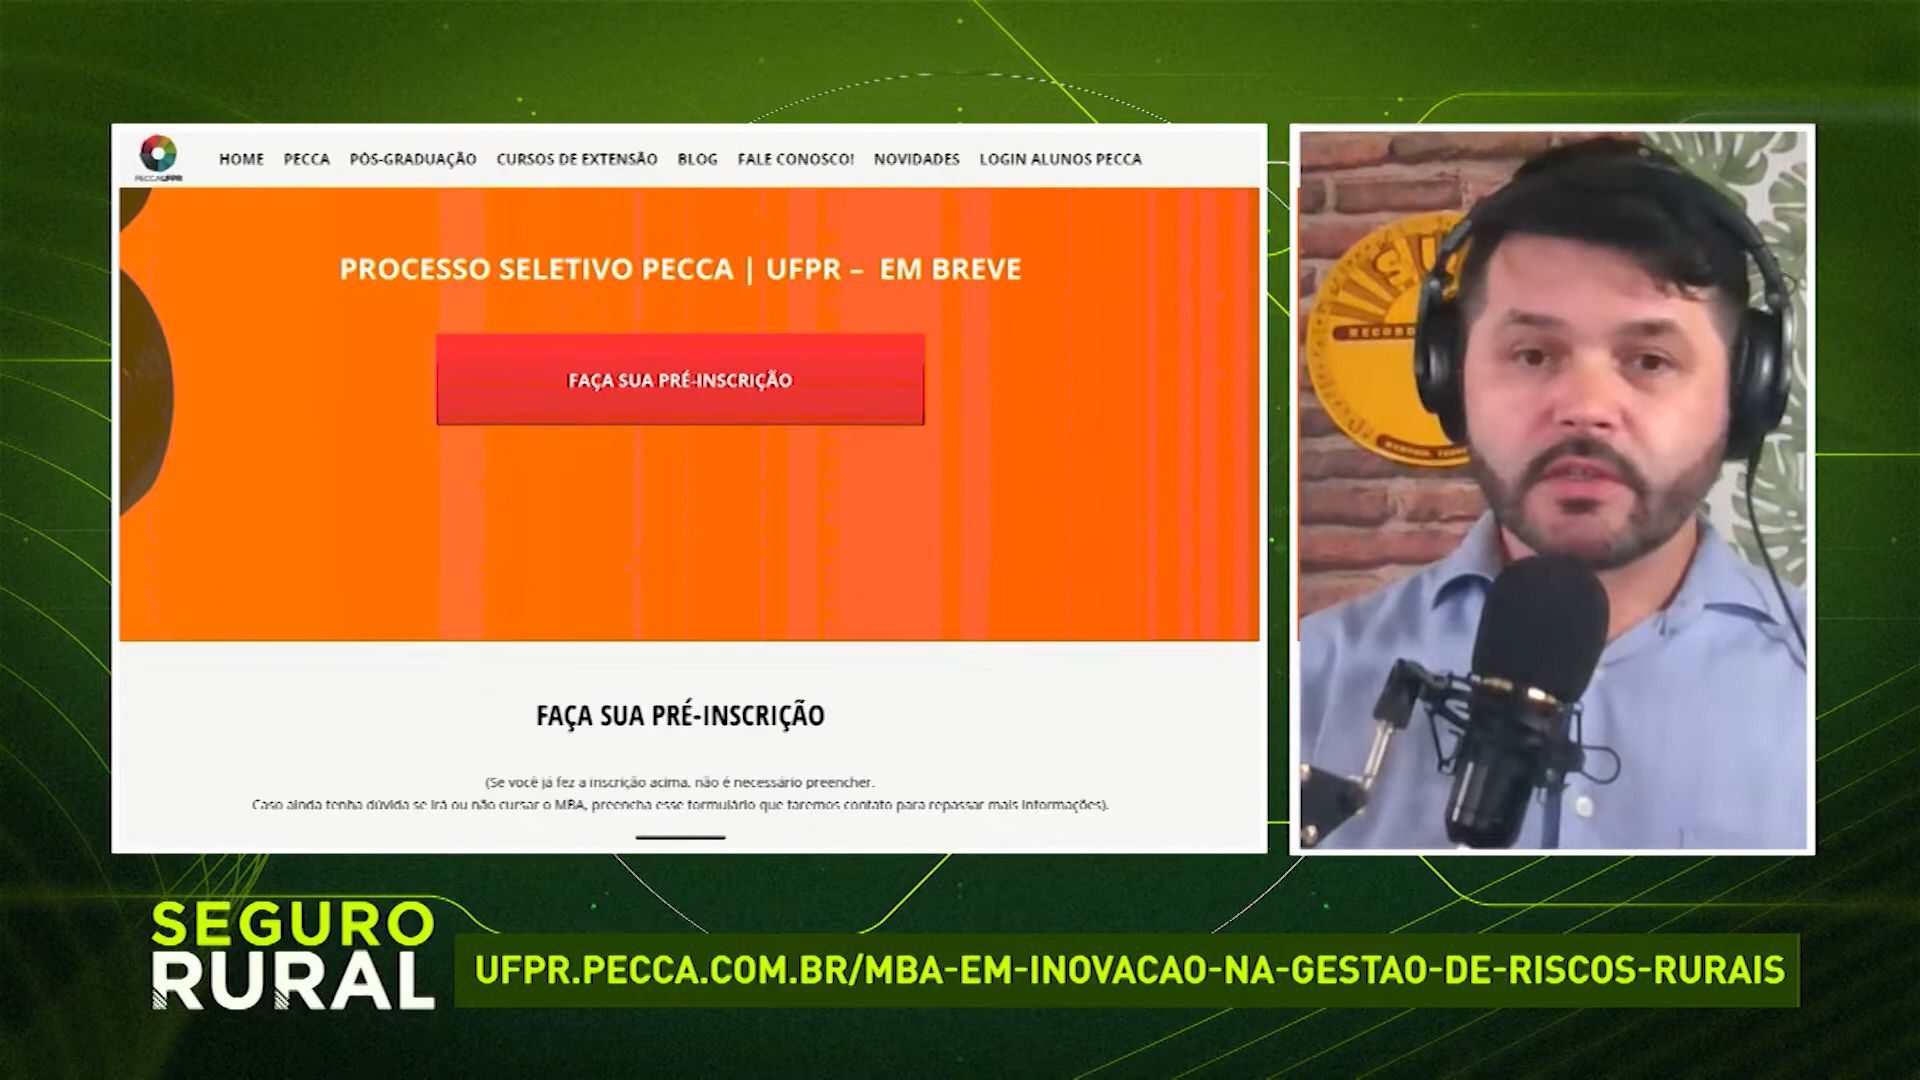 PECCAUFPR
HOME PECCA PÓS-GRADUAÇÃO CURSOS DE EXTENSÃO BLOG FALE CONOSCO! NOVIDADES LOGIN ALUNOS PECCA
PROCESSO SELETIVO PECCA | UFPR – EM BREVE
FAÇA SUA PRÉ-INSCRIÇÃO
FAÇA SUA PRÉ-INSCRIÇÃO
(Se você já fez a inscrição acima, não é necessário preencher.
Caso ainda tenha dúvida se irá ou não cursar o MBA, preencha esse formulário que faremos contato para repassar mais informações).
SU
RECORD
SEGURO
RURAL
UFPR.PECCA.COM.BR/MBA-EM-INOVACAO-NA-GESTAO-DE-RISCOS-RURAIS